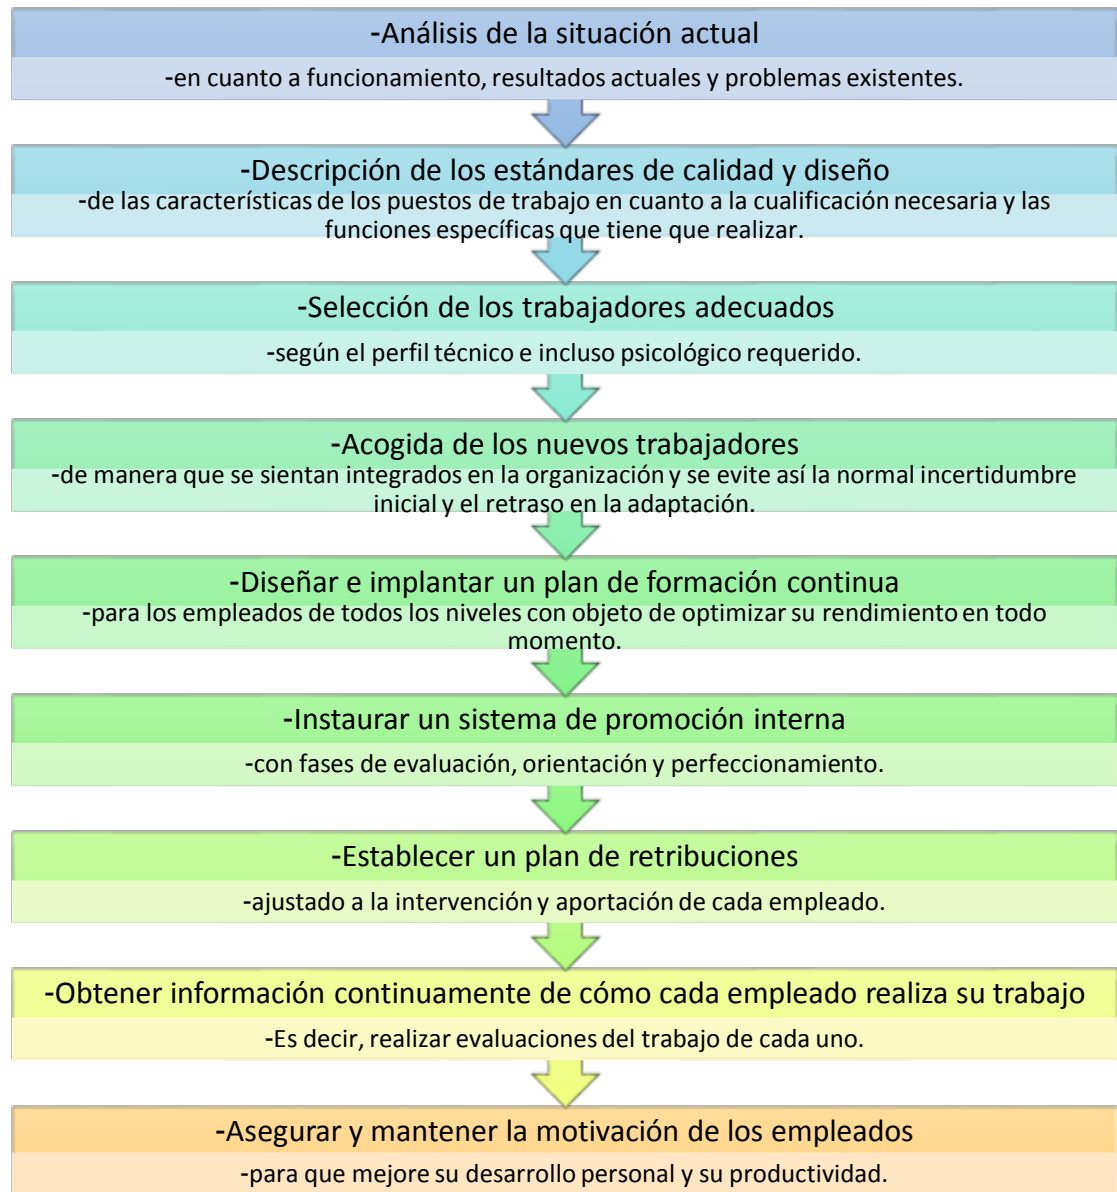 -Análisis de la situación actual
-en cuanto a funcionamiento, resultados actuales y problemas existentes.
-Descripción de los estándares de calidad y diseño
-de las características de los puestos de trabajo en cuanto a la cualificación necesaria y las
funciones específicas que tiene que realizar.
-Selección de los trabajadores adecuados
-según el perfil técnico e incluso psicológico requerido.
-Acogida de los nuevos trabajadores
-de manera que se sientan integrados en la organización y se evite así la normal incertidumbre
inicial y el retraso en la adaptación.
-Diseñar e implantar un plan de formación continua
-para los empleados de todos los niveles con objeto de optimizar su rendimiento en todo
momento.
-Instaurar un sistema de promoción interna
-con fases de evaluación, orientación y perfeccionamiento.
-Establecer un plan de retribuciones
-ajustado a la intervención y aportación de cada empleado.
-Obtener información continuamente de cómo cada empleado realiza su trabajo
-Es decir, realizar evaluaciones del trabajo de cada uno.
-Asegurar y mantener la motivación de los empleados
-para que mejore su desarrollo personal y su productividad.